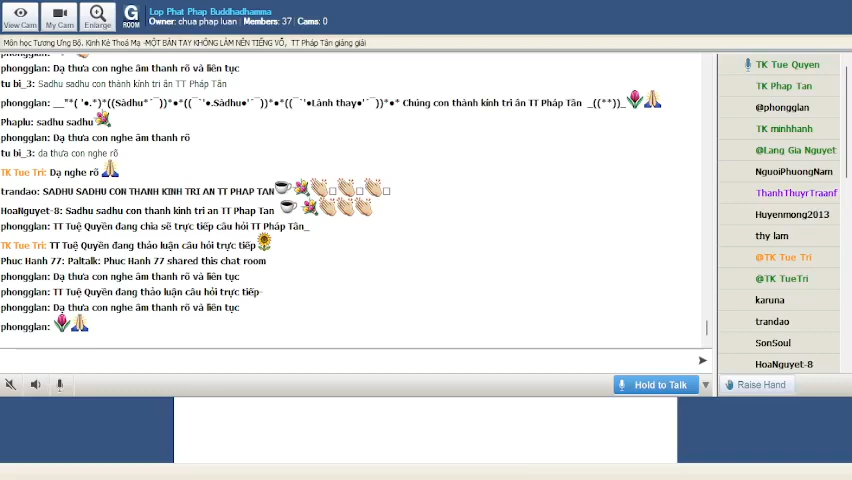 View Cam
My Cam
Enlarge
G
ROOM
Lop Phat Phap Buddhadhamma
Owner: chua phap luan | Members: 37 | Cams: 0
Môn học Tương Ưng Bộ. Kinh Kẻ Thoá Mạ -MỘT BÀN TAY KHÔNG LÀM NÊN TIẾNG VỖ, TT Pháp Tân giảng giải
phongglan: Dạ thưa con nghe âm thanh rõ và liên tục
tu bi_3: Sadhu sadhu con thành kính tri ân TT Pháp Tân
phongglan: __"*( '•.*)*((Sàdhu*´¯))*•*((¯`'•.Sàdhu•'´¯))*•*((¯`'•Lành thay•'´¯))*•* Chúng con thành kính tri ân TT Pháp Tân _((**))_
Phaplu: sadhu sadhu
phongglan: Dạ thưa con nghe âm thanh rõ
tu bi_3: da thưa con nghe rõ
TK Tue Tri: Dạ nghe rõ
trandao: SADHU SADHU CON THANH KINH TRI AN TT PHAP TAN
HoaNguyet-8: Sadhu sadhu con thanh kinh tri an TT Phap Tan
phongglan: TT Tuệ Quyền đang chia sẽ trực tiếp câu hỏi TT Pháp Tân_
TK Tue Tri: TT Tuệ Quyền đang thảo luận câu hỏi trực tiếp
Phuc Hanh 77: Paltalk: Phuc Hanh 77 shared this chat room
phongglan: Dạ thưa con nghe âm thanh rõ và liên tục
phongglan: TT Tuệ Quyền đang thảo luận câu hỏi trực tiếp-
phongglan: Dạ thưa con nghe âm thanh rõ và liên tục
phongglan:
TK Tue Quyen
TK Phap Tan
@phongglan
TK minhhanh
@Lang Gia Nguyet
NguoiPhuongNam
ThanhThuyrTraanf
Huyenmong2013
thy lam
@TK Tue Tri
@TK TueTri
karuna
trandao
SonSoul
HoaNguyet-8
Hold to Talk
Raise Hand